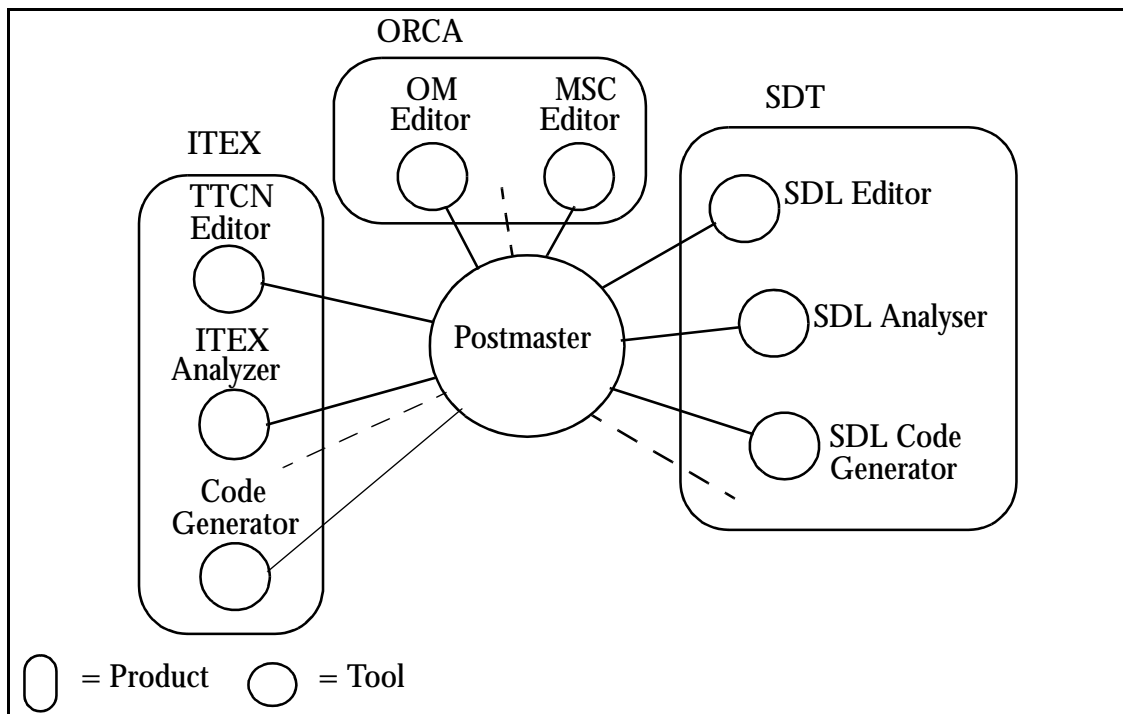 ORCA
OM
Editor
MSC
Editor
SDT
ITEX
TTCN
Editor
SDL Editor
Postmaster
SDL Analyser
ITEX
Analyzer
SDL Code
Generator
Code
Generator
= Product
= Tool